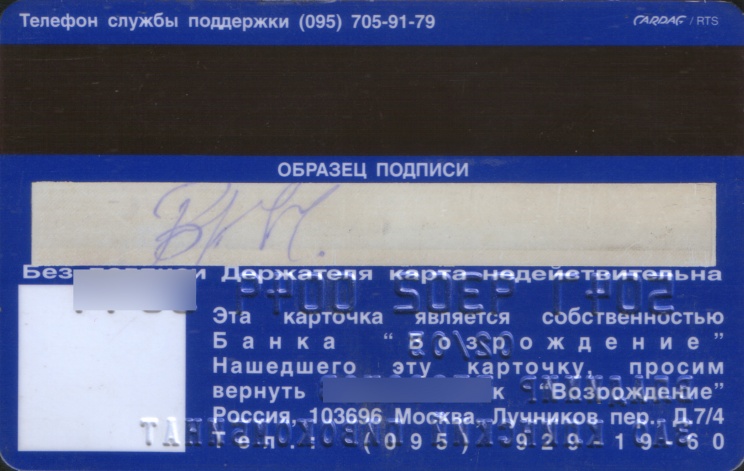 Телефон службы поддержки (095) 705-91-79
CARDAG / RTS
ОБРАЗЕЦ ПОДПИСИ
Без подписи Держателя карта недействительна
Эта карточка является собственностью
Банка "Возрождение"
Нашедшего эту карточку, просим
вернуть к "Возрождение"
Россия, 103696 Москва, Лучников пер., Д.7/4
тел.: (095) 929-19-60